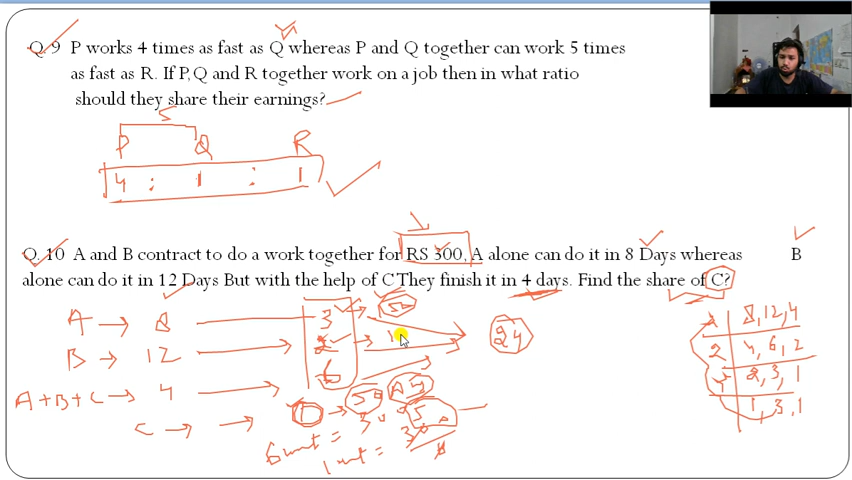 Q.9 P works 4 times as fast as Q whereas P and Q together can work 5 times
as fast as R. If P,Q and R together work on a job then in what ratio
should they share their earnings?
5
P Q R
4 : 1 : 1
Q. 10 A and B contract to do a work together for RS 300, A alone can do it in 8 Days whereas B
alone can do it in 12 Days But with the help of C They finish it in 4 days. Find the share of C?
A → 8 3
B → 12 2 → 1 24
A+B+C → 4 6
C → → 1 →
6 unit = 300
1 unit =
2 8, 12, 4
2 4, 6, 2
2, 3, 1
1, 3, 1